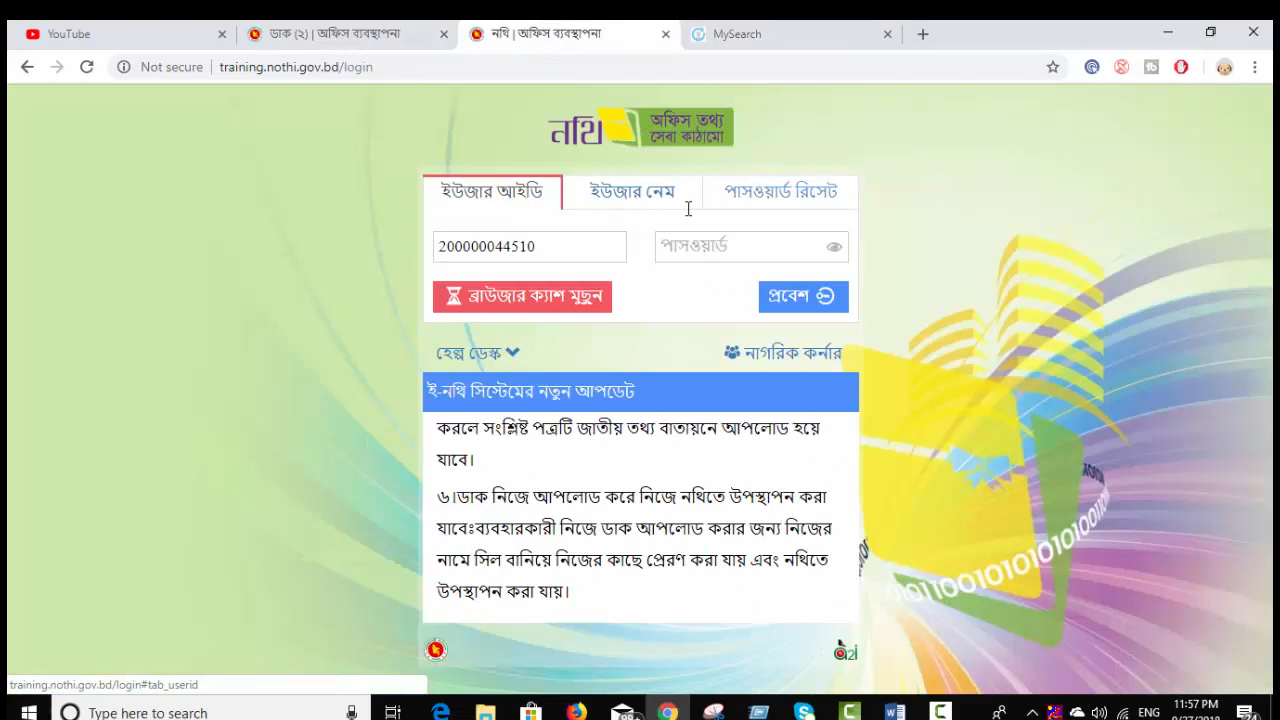 YouTube
ডাক (২) | অফিস ব্যবস্থাপনা
নথি | অফিস ব্যবস্থাপনা
MySearch
Not secure | training.nothi.gov.bd/login
নথি
অফিস তথ্য
সেবা কাঠামো
ইউজার আইডি
ইউজার নেম
পাসওয়ার্ড রিসেট
200000044510
পাসওয়ার্ড
ব্রাউজার ক্যাশ মুছুন
প্রবেশ
হেল্প ডেস্ক
নাগরিক কর্নার
ই-নথি সিস্টেমের নতুন আপডেট
করলে সংশ্লিষ্ট পত্রটি জাতীয় তথ্য বাতায়নে আপলোড হয়ে
যাবে।
৬।ডাক নিজে আপলোড করে নিজে নথিতে উপস্থাপন করা
যাবেঃব্যবহারকারী নিজে ডাক আপলোড করার জন্য নিজের
নামে সিল বানিয়ে নিজের কাছে প্রেরণ করা যায় এবং নথিতে
উপস্থাপন করা যায়।
a2i
training.nothi.gov.bd/login#tab_userid
Type here to search
99+
ENG
11:57 PM